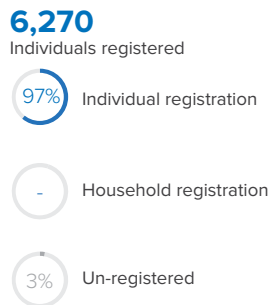 6,270
Individuals registered
97% Individual registration
- Household registration
3% Un-registered